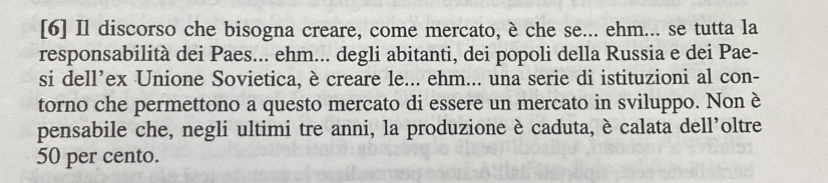 [6] Il discorso che bisogna creare, come mercato, è che se... ehm... se tutta la
responsabilità dei Paes... ehm... degli abitanti, dei popoli della Russia e dei Pae-
si dell'ex Unione Sovietica, è creare le... ehm... una serie di istituzioni al con-
torno che permettono a questo mercato di essere un mercato in sviluppo. Non è
pensabile che, negli ultimi tre anni, la produzione è caduta, è calata dell'oltre
50 per cento.